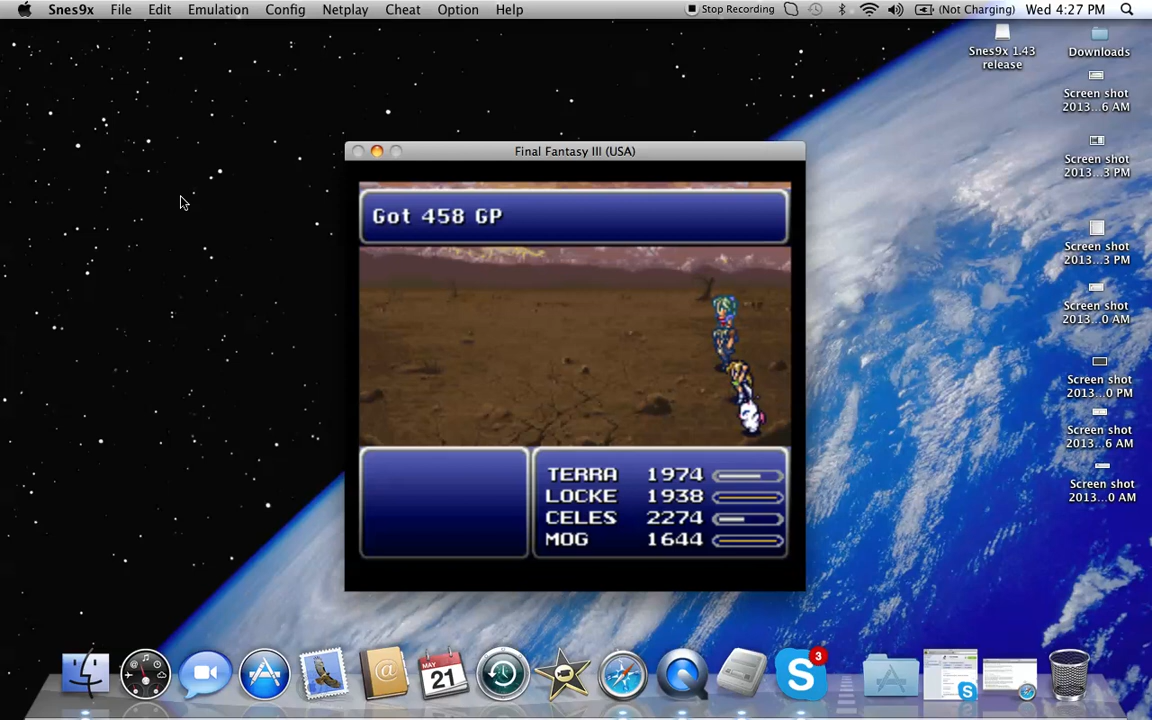 Snes9x File Edit Emulation Config Netplay Cheat Option Help Stop Recording (Not Charging) Wed 4:27 PM
Snes9x 1.43
release
Downloads
Screen shot
2013...6 AM
Screen shot
2013...3 PM
Screen shot
2013...3 PM
Screen shot
2013...0 AM
Screen shot
2013...0 PM
Screen shot
2013...6 AM
Screen shot
2013...0 AM
Final Fantasy III (USA)
Got 458 GP
TERRA 1974
LOCKE 1938
CELES 2274
MOG 1644
MAY
21
3